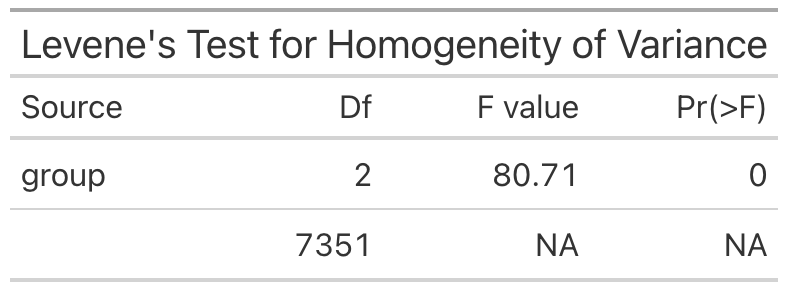 Levene's Test for Homogeneity of Variance
Source Df F value Pr(>F)
group 2 80.71 0
7351 NA NA